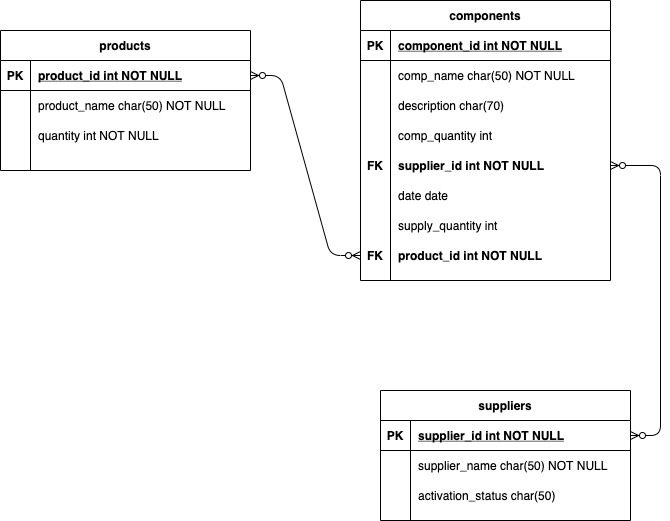 products
PK product_id int NOT NULL
product_name char(50) NOT NULL
quantity int NOT NULL
components
PK component_id int NOT NULL
comp_name char(50) NOT NULL
description char(70)
comp_quantity int
FK supplier_id int NOT NULL
date date
supply_quantity int
FK product_id int NOT NULL
suppliers
PK supplier_id int NOT NULL
supplier_name char(50) NOT NULL
activation_status char(50)